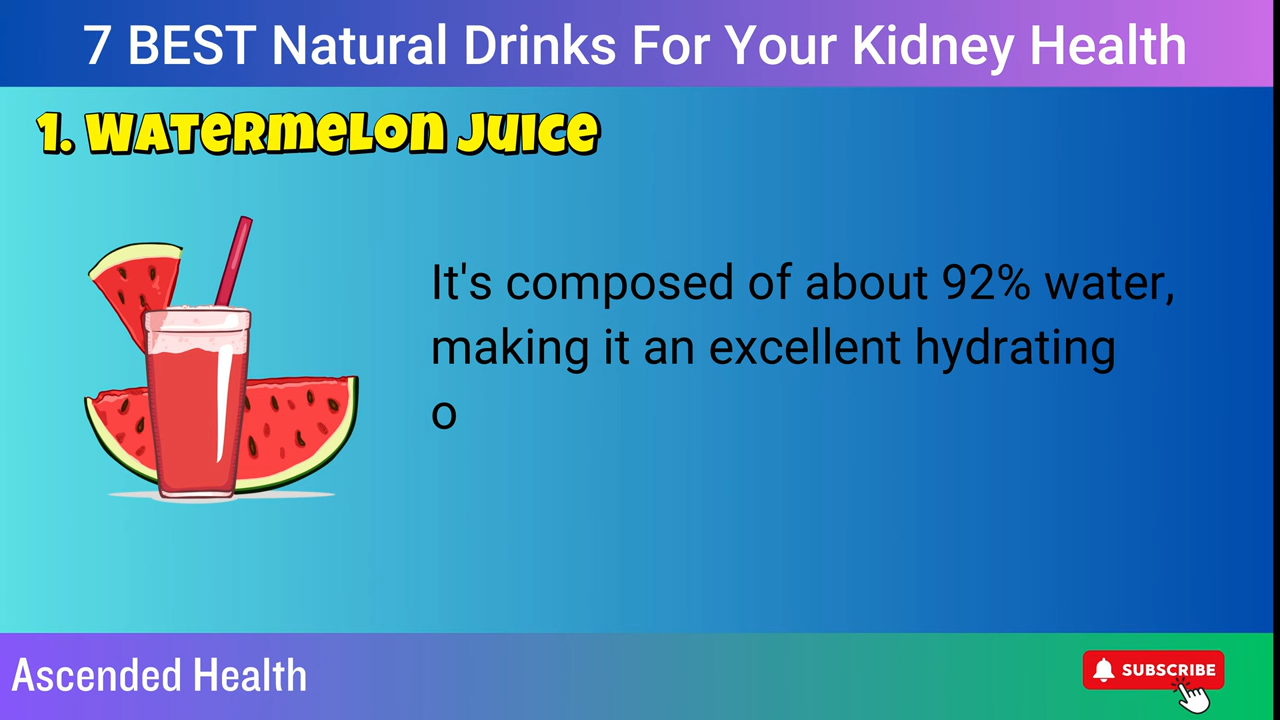 7 BEST Natural Drinks For Your Kidney Health
1. Watermelon Juice
It's composed of about 92% water,
making it an excellent hydrating
o
Ascended Health
SUBSCRIBE